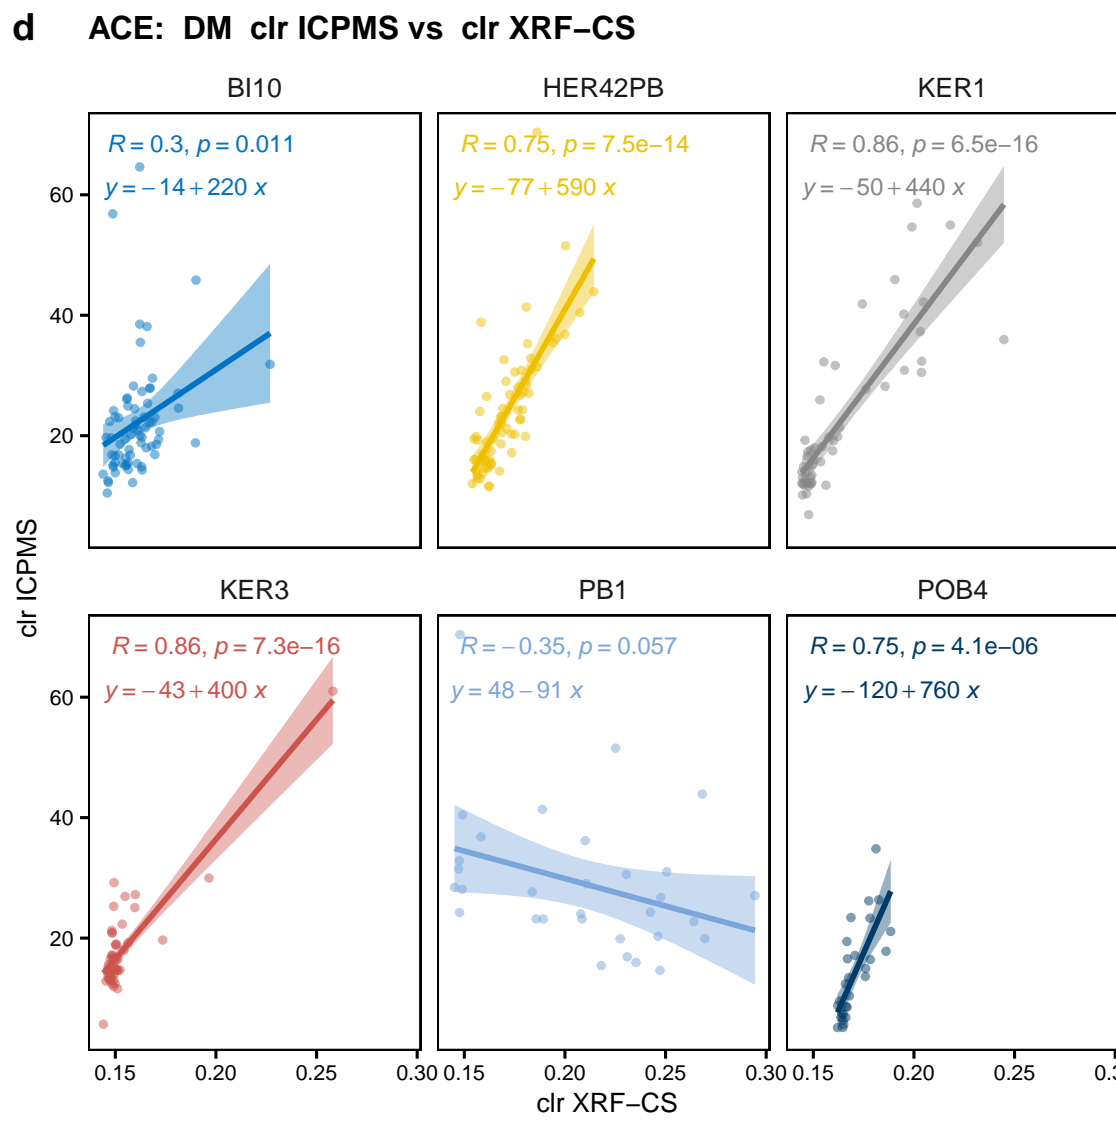 d ACE: DM clr ICPMS vs clr XRF−CS
BI10 HER42PB KER1
R = 0.3, p = 0.011 R = 0.75, p = 7.5e−14 R = 0.86, p = 6.5e−16
y = −14 + 220 x y = −77 + 590 x y = −50 + 440 x
60
40
20
clr ICPMS
KER3 PB1 POB4
R = 0.86, p = 7.3e−16 R = −0.35, p = 0.057 R = 0.75, p = 4.1e−06
y = −43 + 400 x y = 48 − 91 x y = −120 + 760 x
60
40
20
0.15 0.20 0.25 0.30 0.15 0.20 0.25 0.30 0.15 0.20 0.25
clr XRF−CS